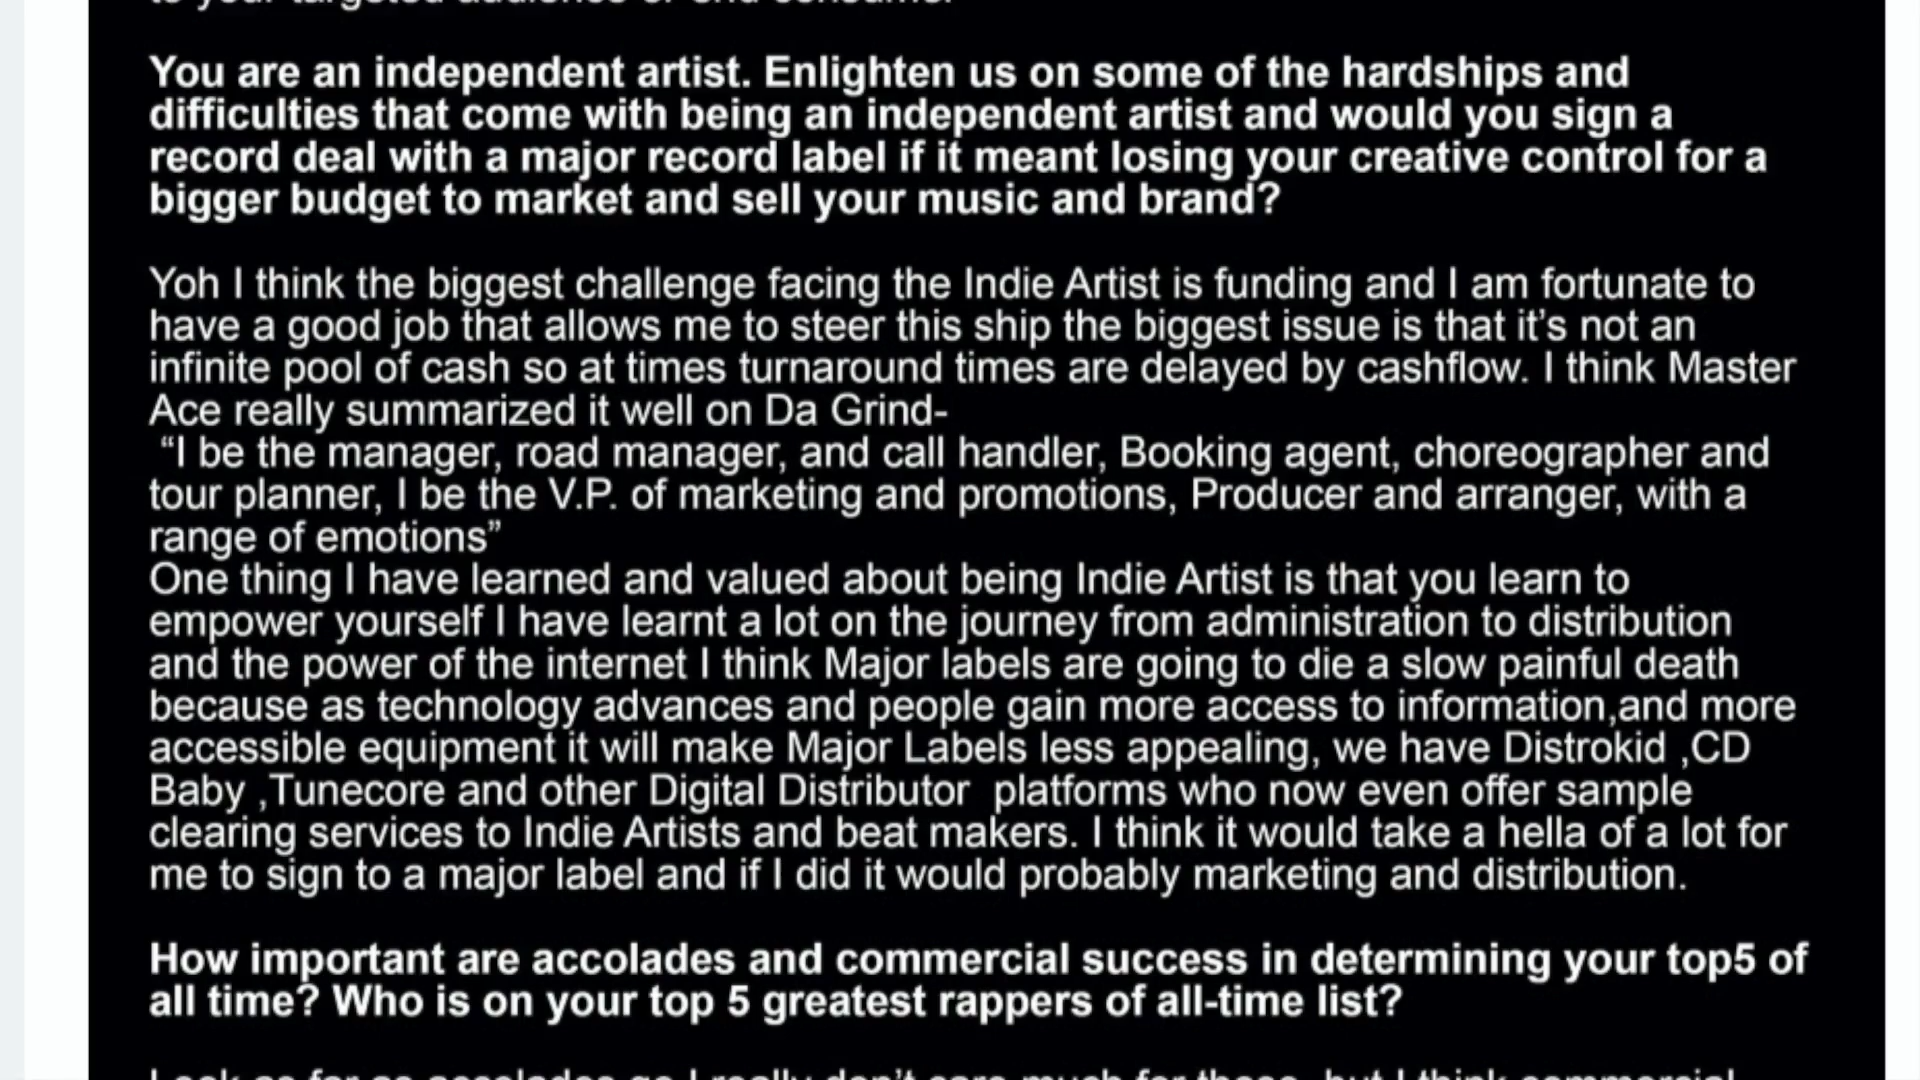 You are an independent artist. Enlighten us on some of the hardships and
difficulties that come with being an independent artist and would you sign a
record deal with a major record label if it meant losing your creative control for a
bigger budget to market and sell your music and brand?
Yoh I think the biggest challenge facing the Indie Artist is funding and I am fortunate to
have a good job that allows me to steer this ship the biggest issue is that it’s not an
infinite pool of cash so at times turnaround times are delayed by cashflow. I think Master
Ace really summarized it well on Da Grind-
“I be the manager, road manager, and call handler, Booking agent, choreographer and
tour planner, I be the V.P. of marketing and promotions, Producer and arranger, with a
range of emotions”
One thing I have learned and valued about being Indie Artist is that you learn to
empower yourself I have learnt a lot on the journey from administration to distribution
and the power of the internet I think Major labels are going to die a slow painful death
because as technology advances and people gain more access to information,and more
accessible equipment it will make Major Labels less appealing, we have Distrokid ,CD
Baby ,Tunecore and other Digital Distributor  platforms who now even offer sample
clearing services to Indie Artists and beat makers. I think it would take a hella of a lot for
me to sign to a major label and if I did it would probably marketing and distribution.
How important are accolades and commercial success in determining your top5 of
all time? Who is on your top 5 greatest rappers of all-time list?